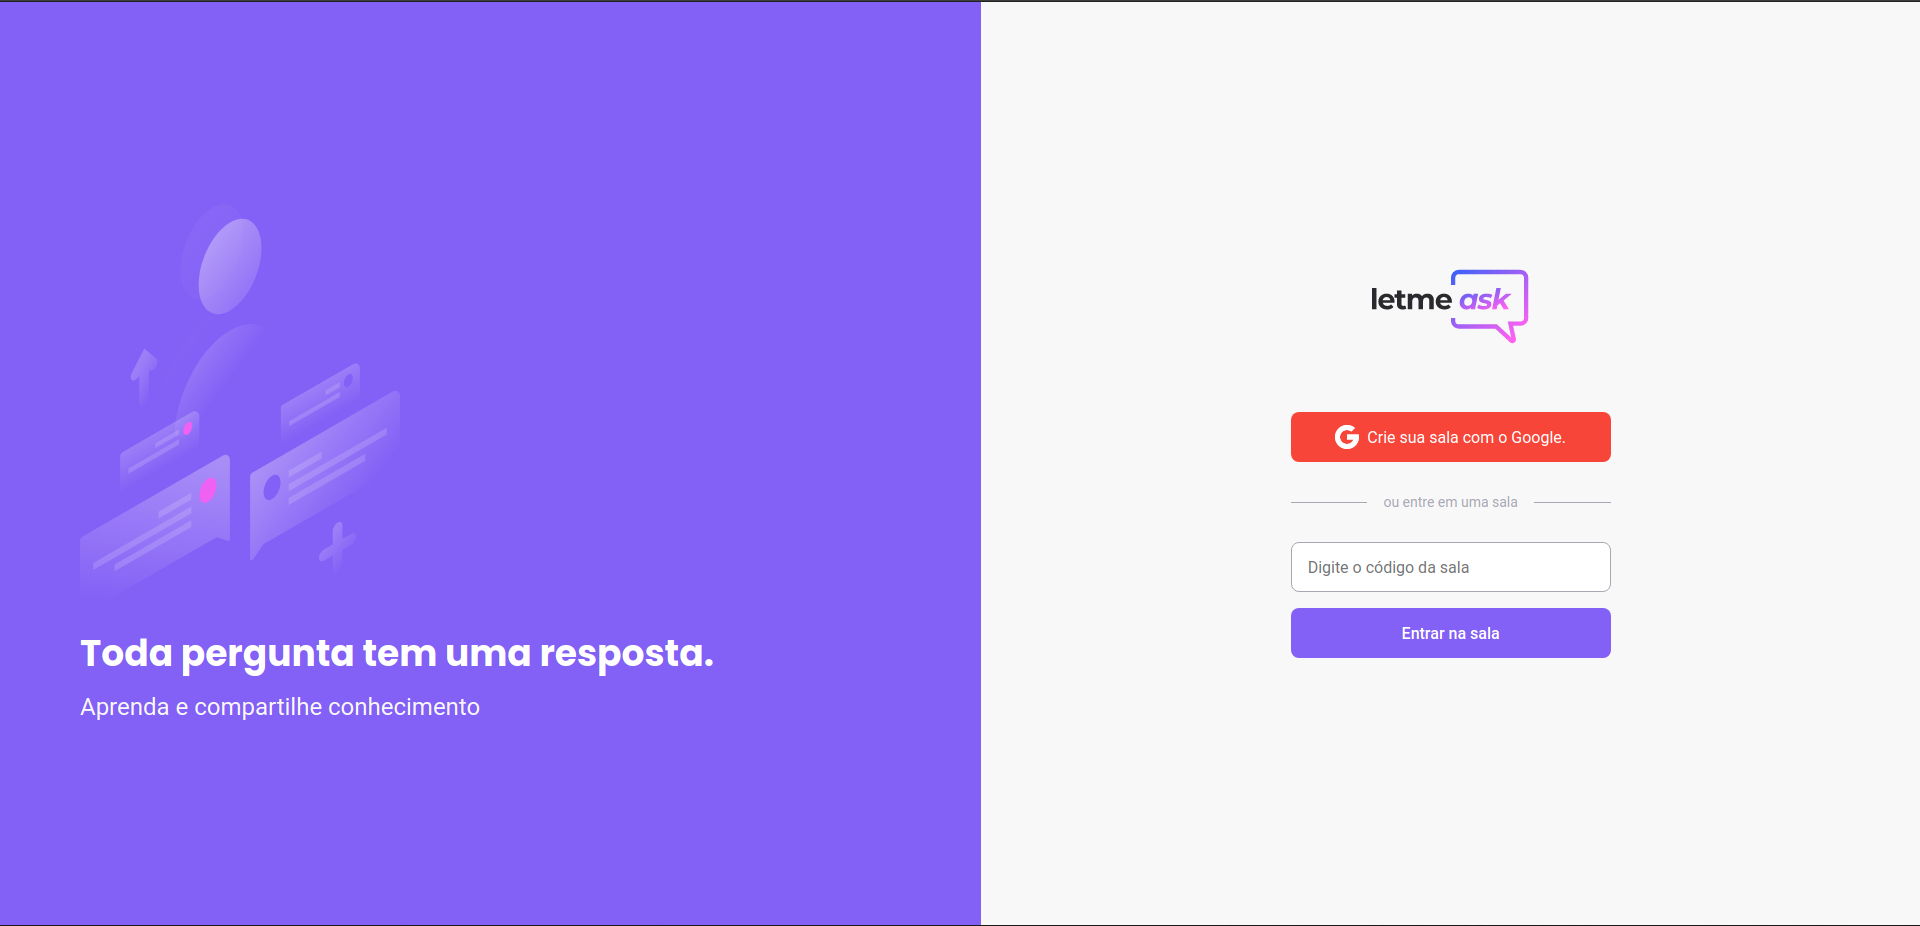 Toda pergunta tem uma resposta.
Aprenda e compartilhe conhecimento
letme ask
Crie sua sala com o Google.
ou entre em uma sala
Digite o código da sala
Entrar na sala